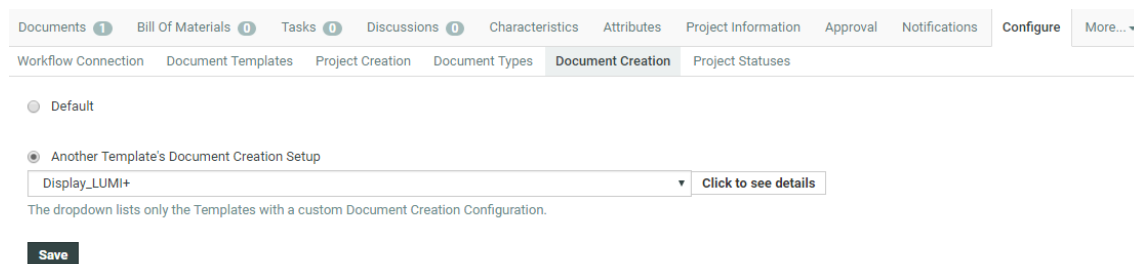 Documents 1 Bill Of Materials 0 Tasks 0 Discussions 0 Characteristics Attributes Project Information Approval Notifications Configure More...
Workflow Connection Document Templates Project Creation Document Types Document Creation Project Statuses
Default
Another Template's Document Creation Setup
Display_LUMI+ Click to see details
The dropdown lists only the Templates with a custom Document Creation Configuration.
Save